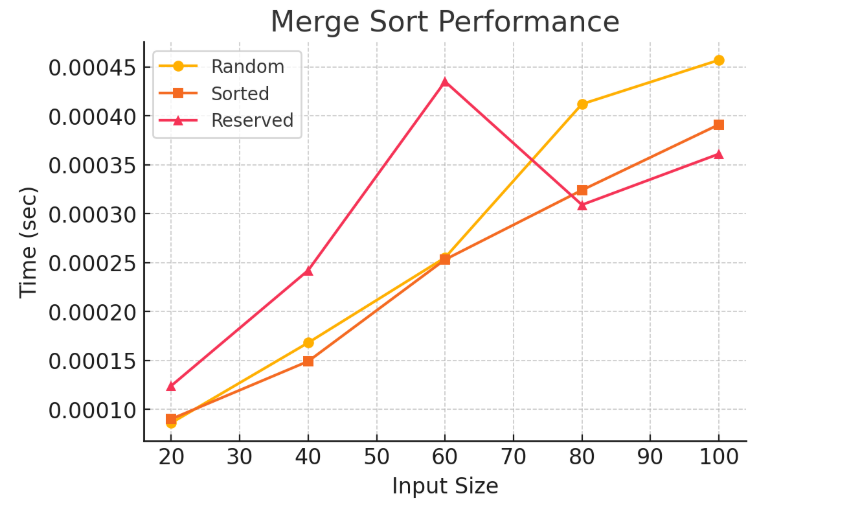 Merge Sort Performance
Random
Sorted
Reserved
0.00045
0.00040
0.00035
0.00030
0.00025
0.00020
0.00015
0.00010
Time (sec)
20 30 40 50 60 70 80 90 100
Input Size